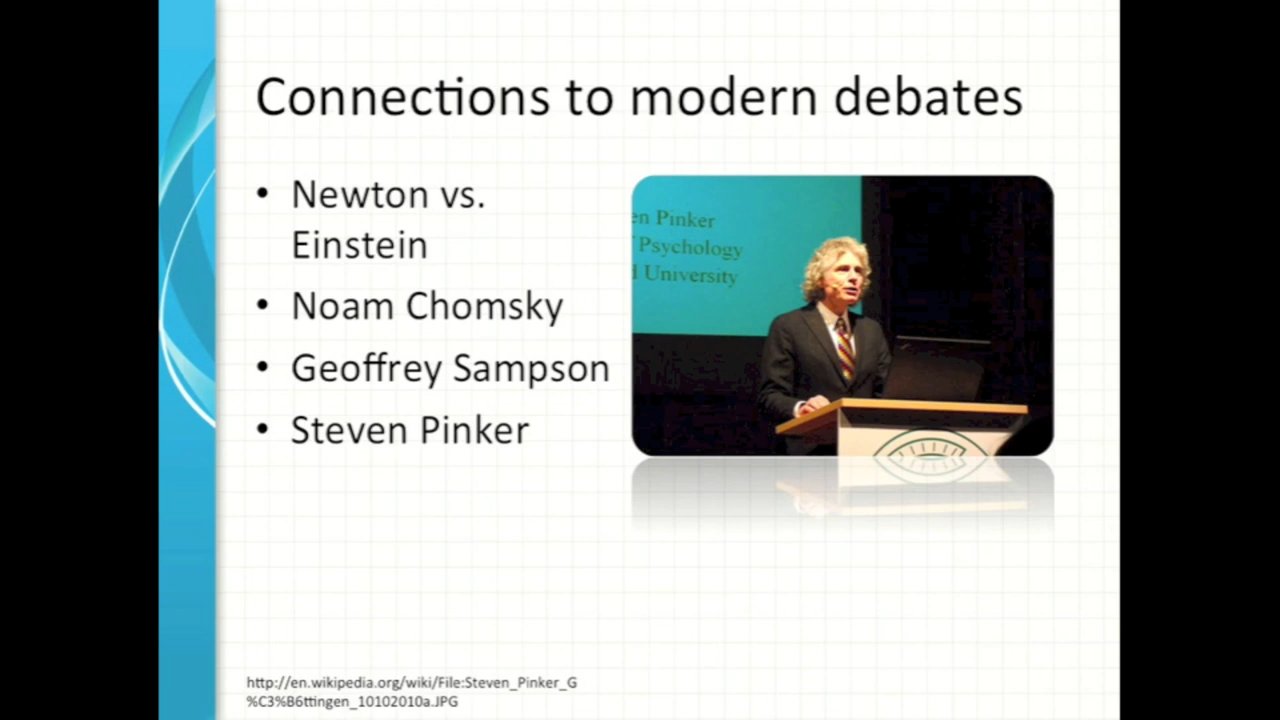 Connections to modern debates
• Newton vs.
Einstein
• Noam Chomsky
• Geoffrey Sampson
• Steven Pinker
en Pinker
Psychology
d University
http://en.wikipedia.org/wiki/File:Steven_Pinker_G
%C3%B6ttingen_10102010a.JPG